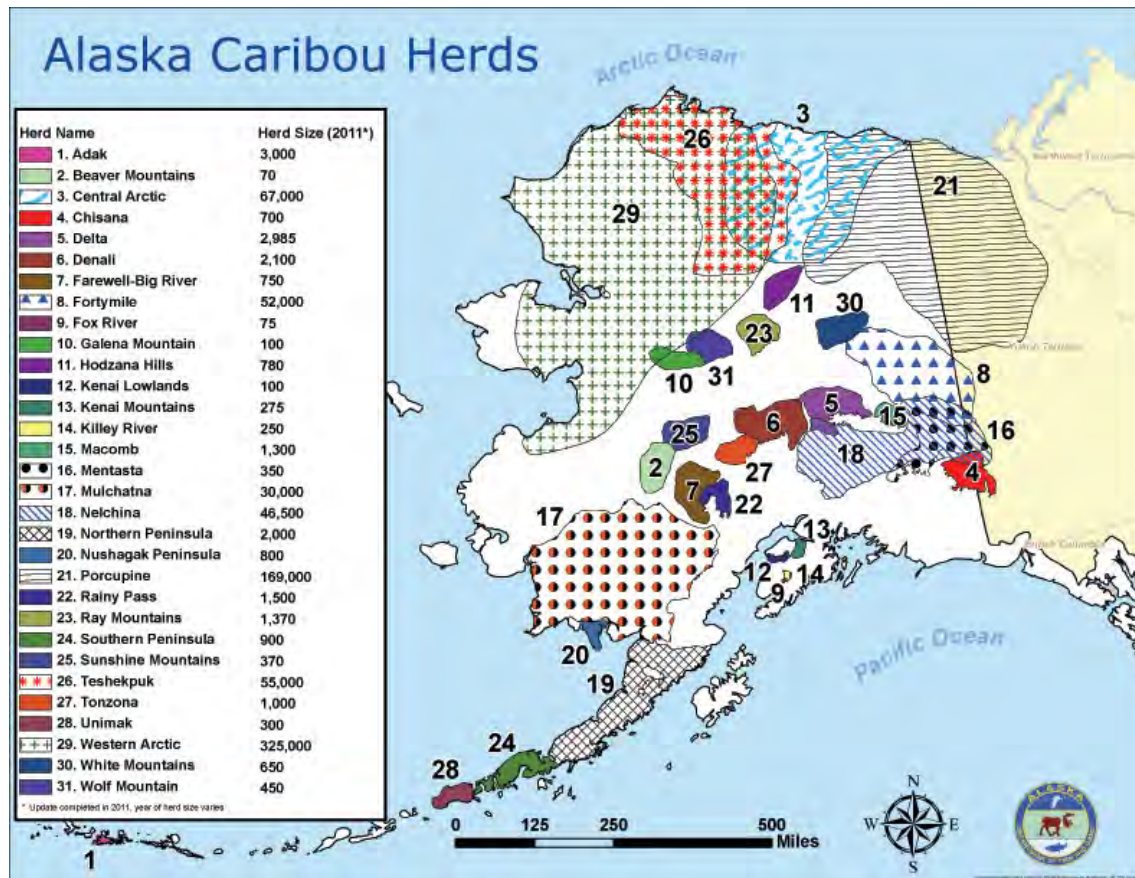 Alaska Caribou Herds
Arctic Ocean
Herd Name Herd Size (2011*)
1. Adak 3,000
2. Beaver Mountains 70
3. Central Arctic 67,000
4. Chisana 700
5. Delta 2,985
6. Denali 2,100
7. Farewell-Big River 750
8. Fortymile 52,000
9. Fox River 75
10. Galena Mountain 100
11. Hodzana Hills 780
12. Kenai Lowlands 100
13. Kenai Mountains 275
14. Killey River 250
15. Macomb 1,300
16. Mentasta 350
17. Mulchatna 30,000
18. Nelchina 46,500
19. Northern Peninsula 2,000
20. Nushagak Peninsula 800
21. Porcupine 169,000
22. Rainy Pass 1,500
23. Ray Mountains 1,370
24. Southern Peninsula 900
25. Sunshine Mountains 370
26. Teshekpuk 55,000
27. Tonzona 1,000
28. Unimak 300
29. Western Arctic 325,000
30. White Mountains 650
31. Wolf Mountain 450
* Update completed in 2011, year of herd size varies
3
26
21
29
11
30
23
10
31
8
5
15
6
16
25
18
2
27
4
7
22
17
13
12
14
9
20
19
24
28
1
Northwest Territories
Yukon Territory
British Columbia
Pacific Ocean
0 125 250 500
Miles
N
W E
S
ALASKA